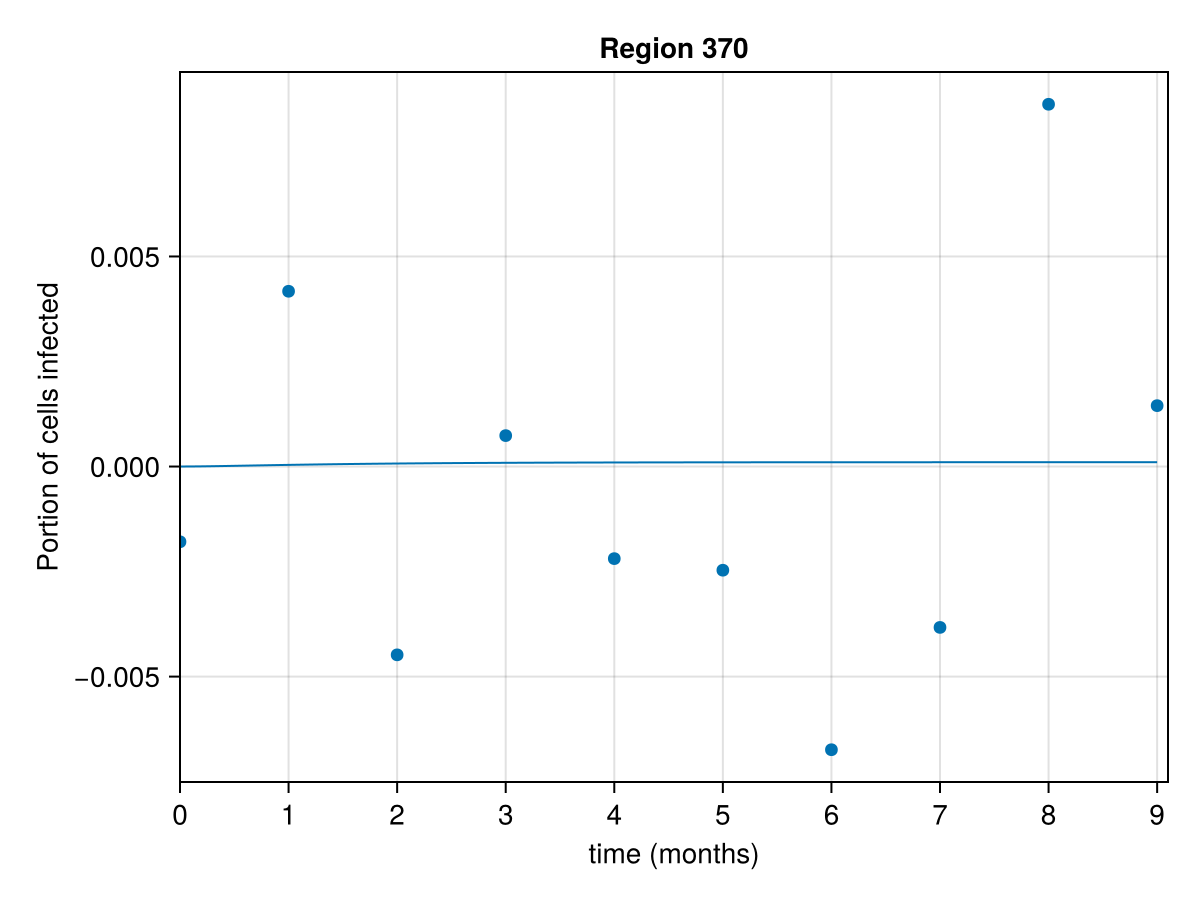 Region 370
Portion of cells infected
0.005
0.000
−0.005
0 1 2 3 4 5 6 7 8 9
time (months)